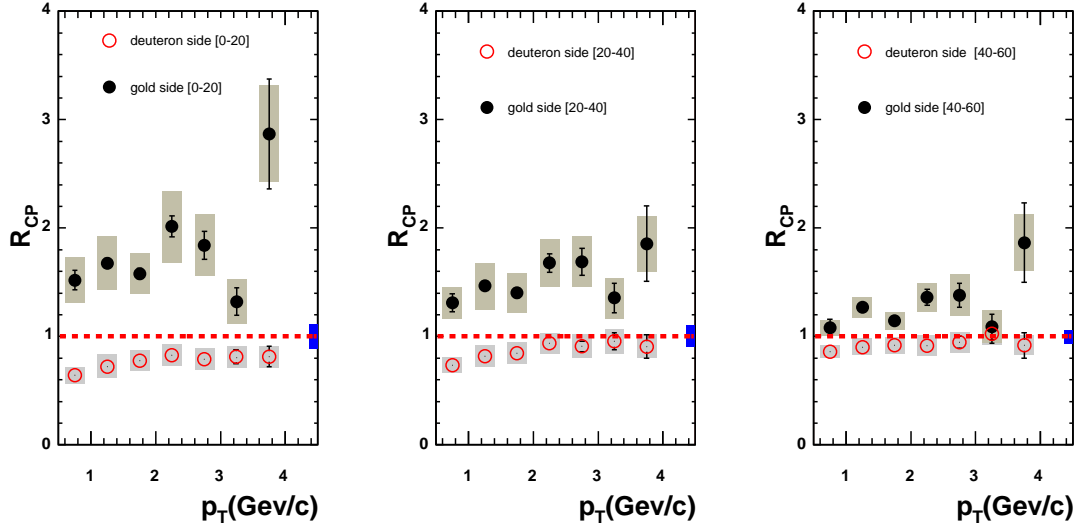 4
deuteron side [0-20]
gold side [0-20]
3
2
R_CP
1
0
1 2 3 4
p_T(Gev/c)
4
deuteron side [20-40]
gold side [20-40]
3
2
R_CP
1
0
1 2 3 4
p_T(Gev/c)
4
deuteron side [40-60]
gold side [40-60]
3
2
R_CP
1
0
1 2 3 4
p_T(Gev/c)